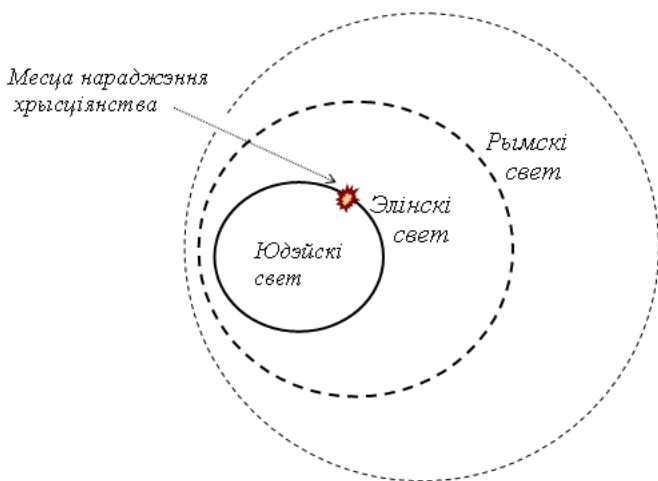 Месца нараджэння
хрысціянства
Рымскі
свет
Элінскі
свет
Юдэйскі
свет